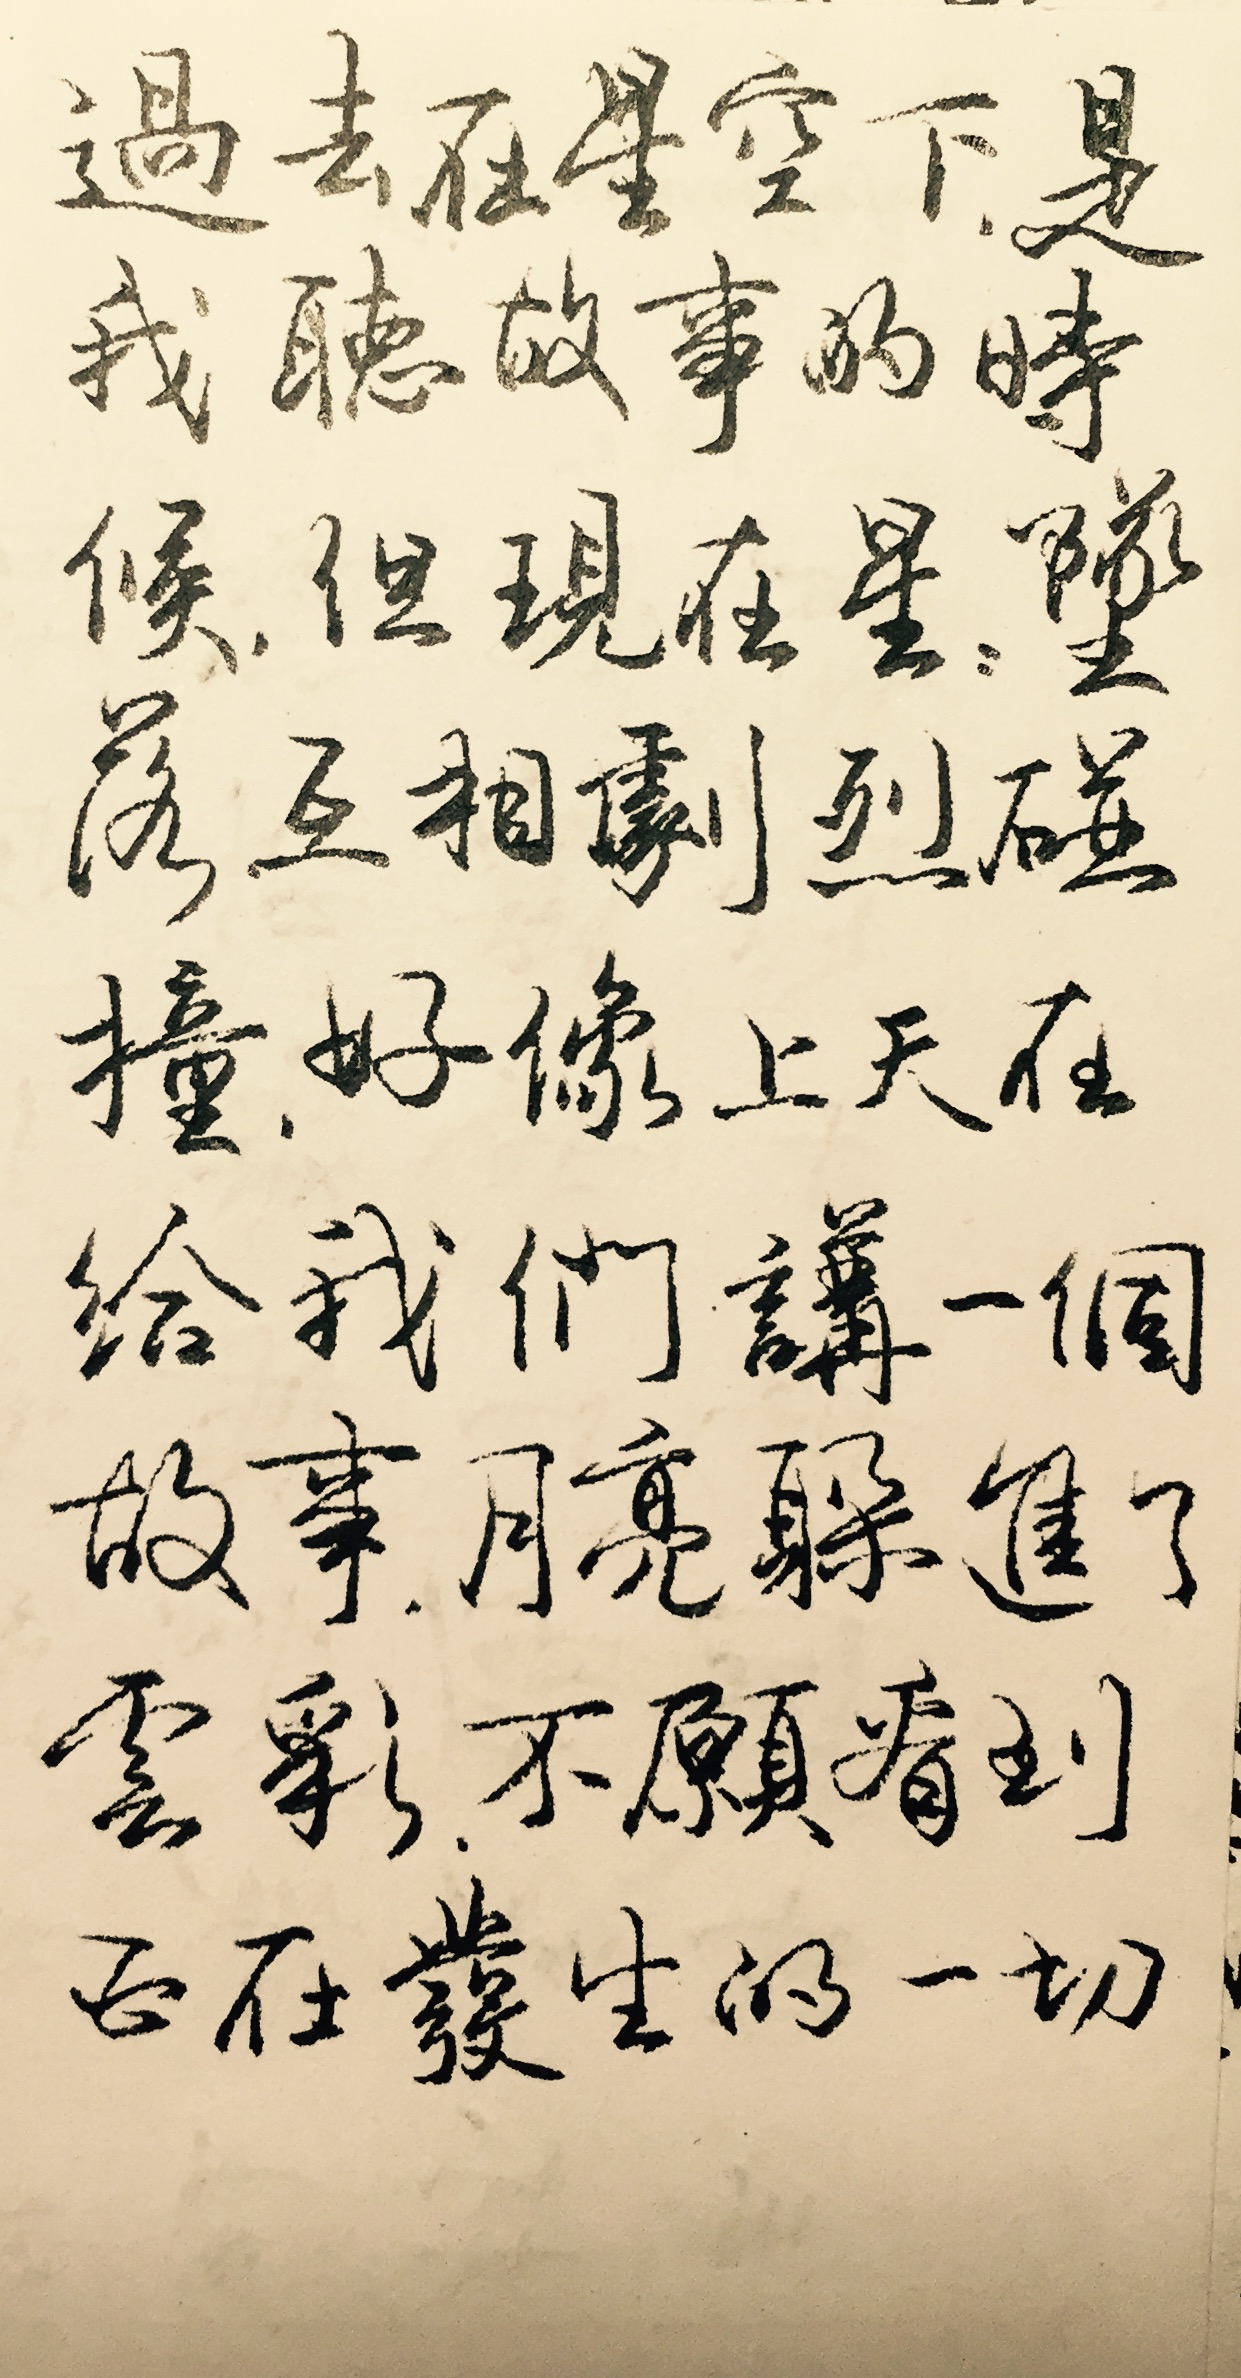 過去在星空下,是
我聽故事的時
候,但現在星:墜
落互相劇烈碰
撞,好像上天在
給我們講一個
故事,月亮躲進了
雲彩,不願看到
正在發生的一切